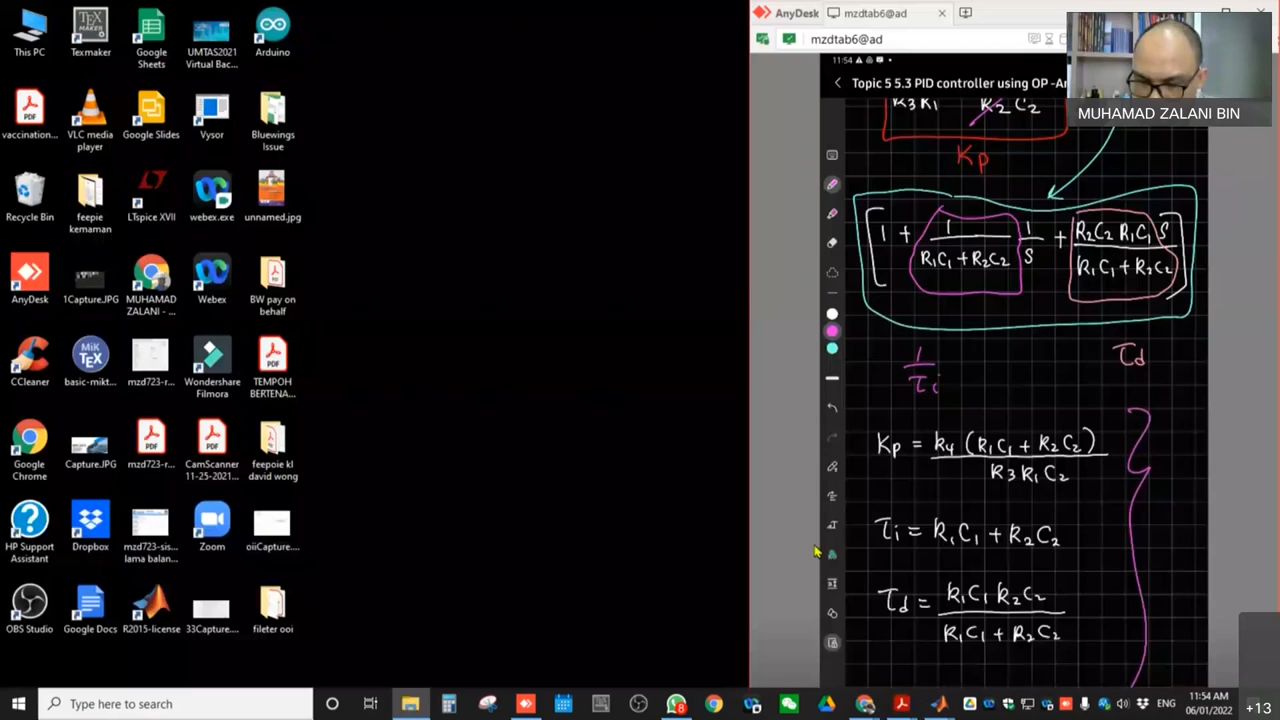 This PC
Texmaker
Google Sheets
UMTAS2021 Virtual Bac...
Arduino
vaccination...
VLC media player
Google Slides
Vysor
Bluewings Issue
Recycle Bin
feepie kemaman
LTspice XVII
webex.exe
unnamed.jpg
AnyDesk
1Capture.JPG
MUHAMAD ZALANI - ...
Webex
BW pay on behalf
CCleaner
basic-mikt...
mzd723-r...
Wondershare Filmora
TEMPOH BERTENA...
Google Chrome
Capture.JPG
mzd723-r...
CamScanner 11-25-2021...
feepoie kl david wong
HP Support Assistant
Dropbox
mzd723-sis... lama balan...
Zoom
oiiCapture....
OBS Studio
Google Docs
R2015-license
33Capture....
fileter ooi
Type here to search
AnyDesk
mzdtab6@ad
mzdtab6@ad
11:54
Topic 5 5.3 PID controller using OP -Am
MUHAMAD ZALANI BIN
R3R1 R2C2
Kp
[1 + 1/(R1C1 + R2C2) 1/S + R2C2R1C1S/(R1C1 + R2C2)]
1/τi
τd
Kp = R4(R1C1 + R2C2)/R3R1C2
τi = R1C1 + R2C2
τd = R1C1R2C2/(R1C1 + R2C2)
ENG
11:54 AM
06/01/2022
+13